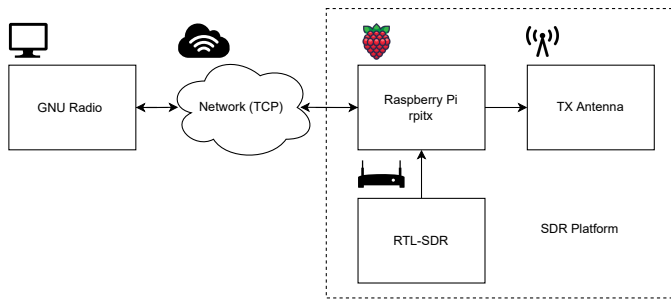 GNU Radio
Network (TCP)
Raspberry Pi
rpitx
TX Antenna
RTL-SDR
SDR Platform